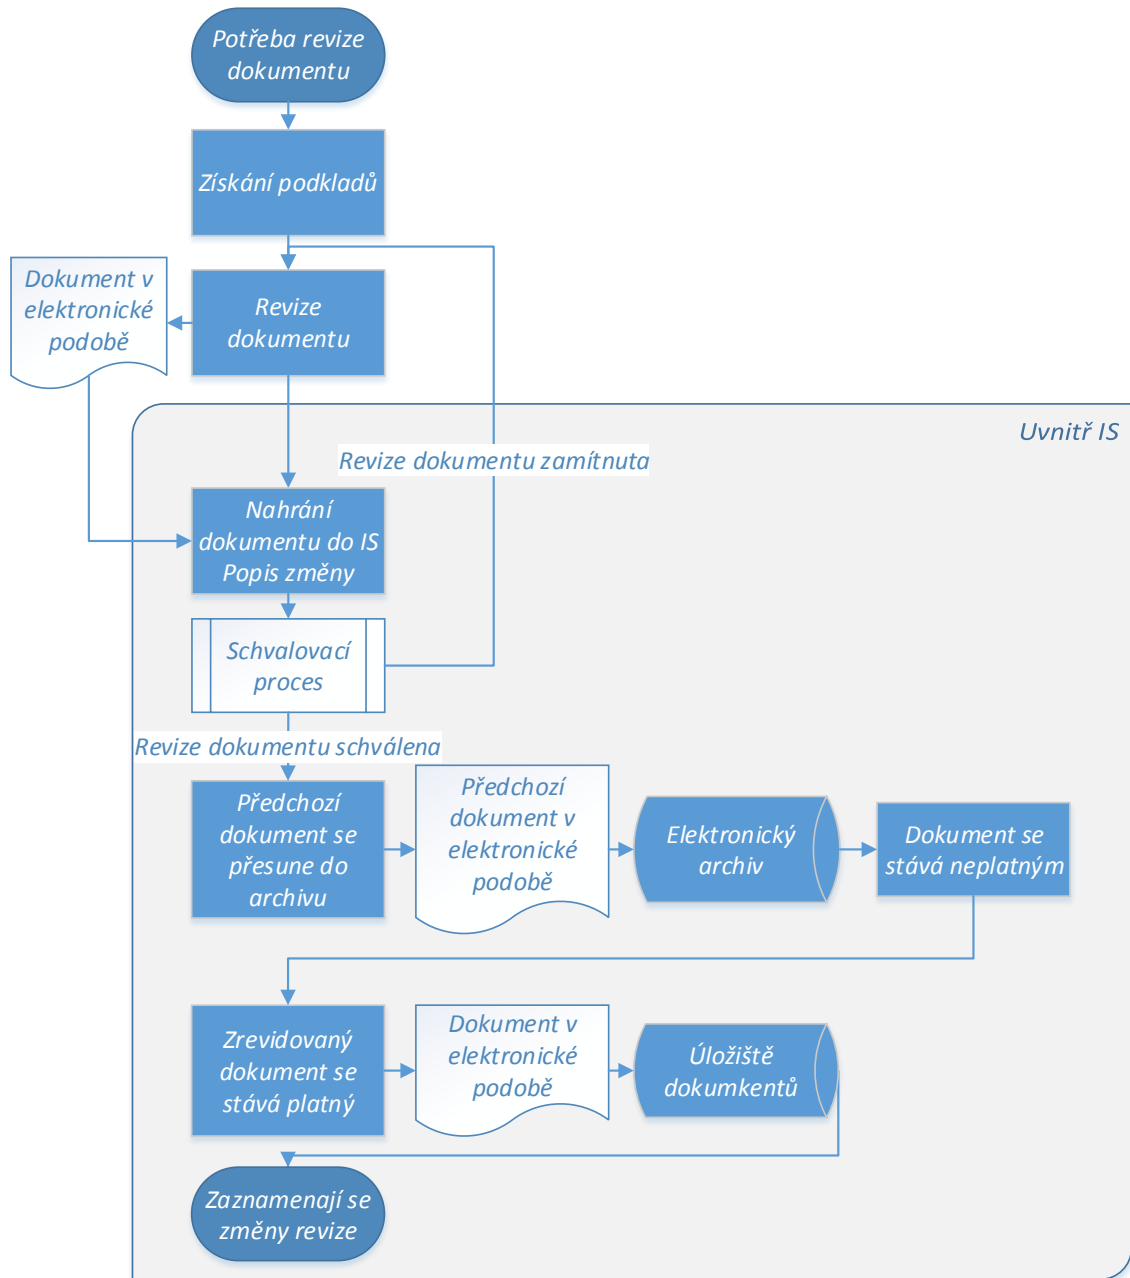 Potřeba revize
dokumentu
Získání podkladů
Dokument v
elektronické
podobě
Revize
dokumentu
Uvnitř IS
Revize dokumentu zamítnuta
Nahrání
dokumentu do IS
Popis změny
Schvalovací
proces
Revize dokumentu schválena
Předchozí
dokument se
přesune do
archivu
Předchozí
dokument v
elektronické
podobě
Elektronický
archiv
Dokument se
stává neplatným
Zrevidovaný
dokument se
stává platný
Dokument v
elektronické
podobě
Úložiště
dokumkentů
Zaznamenají se
změny revize